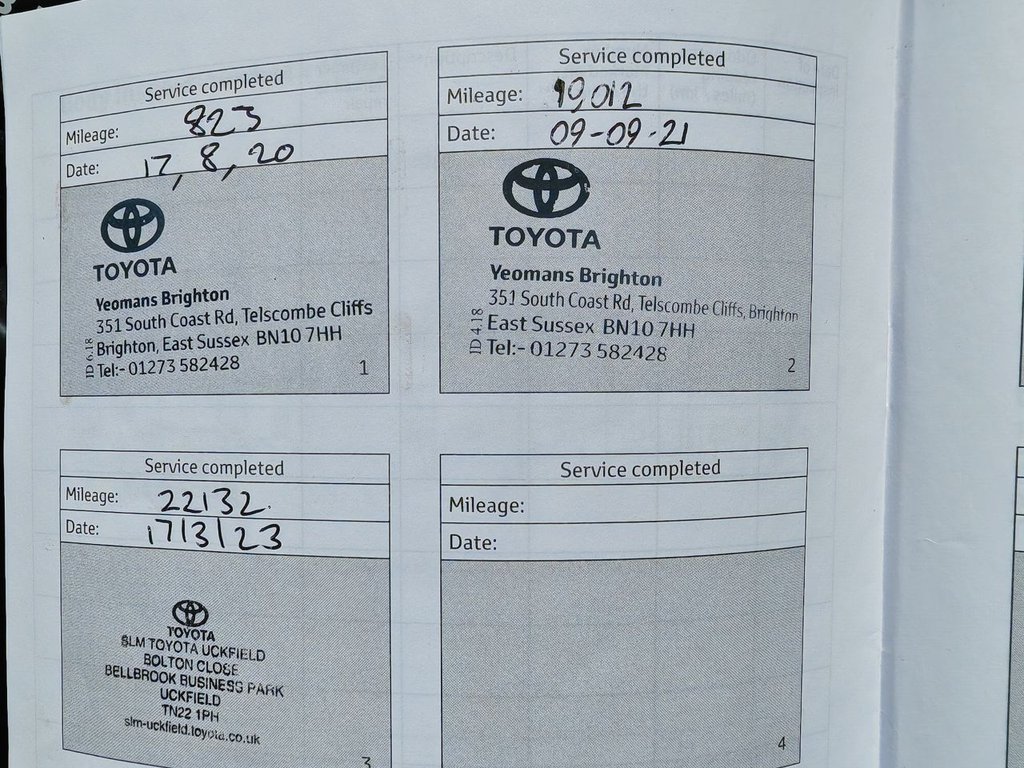 Service completed
Mileage: 823
Date: 17, 8, 20
TOYOTA
Yeomans Brighton
351 South Coast Rd, Telscombe Cliffs
Brighton, East Sussex BN10 7HH
Tel:- 01273 582428
ID 6.18
1
Service completed
Mileage: 19,012
Date: 09-09-21
TOYOTA
Yeomans Brighton
351 South Coast Rd, Telscombe Cliffs, Brighton
East Sussex BN10 7HH
Tel:- 01273 582428
ID 4.18
2
Service completed
Mileage: 22132.
Date: 17/3/23
TOYOTA
SLM TOYOTA UCKFIELD
BOLTON CLOSE
BELLBROOK BUSINESS PARK
UCKFIELD
TN22 1PH
slm-uckfield.toyota.co.uk
3
Service completed
Mileage:
Date:
4